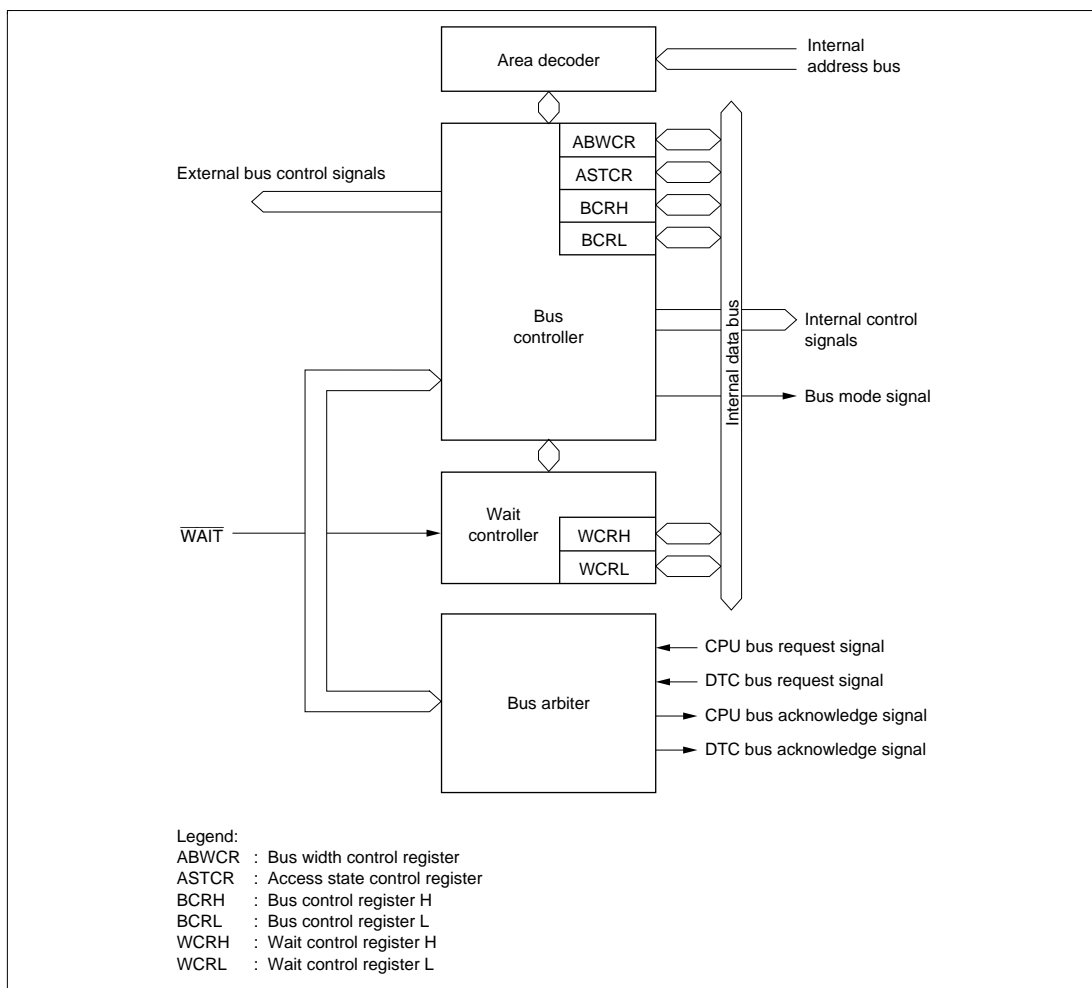 Area decoder
Internal
address bus
ABWCR
ASTCR
BCRH
BCRL
External bus control signals
Bus
controller
Internal data bus
Internal control
signals
Bus mode signal
Wait
controller
WCRH
WCRL
WAIT
Bus arbiter
CPU bus request signal
DTC bus request signal
CPU bus acknowledge signal
DTC bus acknowledge signal
Legend:
ABWCR : Bus width control register
ASTCR : Access state control register
BCRH : Bus control register H
BCRL : Bus control register L
WCRH : Wait control register H
WCRL : Wait control register L